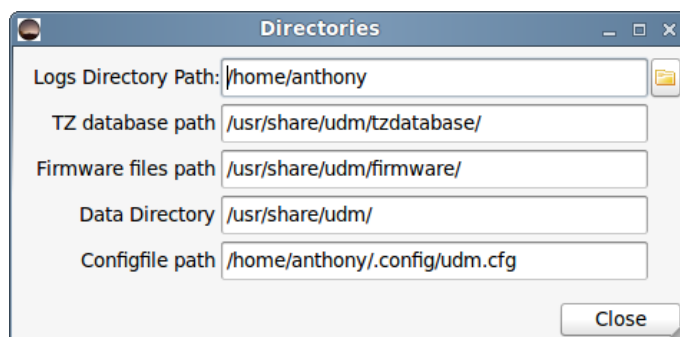 Directories
Logs Directory Path: /home/anthony
TZ database path /usr/share/udm/tzdatabase/
Firmware files path /usr/share/udm/firmware/
Data Directory /usr/share/udm/
Configfile path /home/anthony/.config/udm.cfg
Close